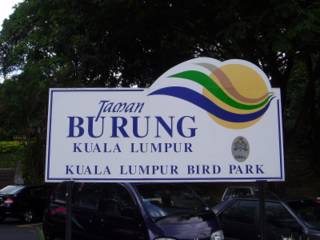 Taman
BURUNG
KUALA LUMPUR
KUALA LUMPUR BIRD PARK